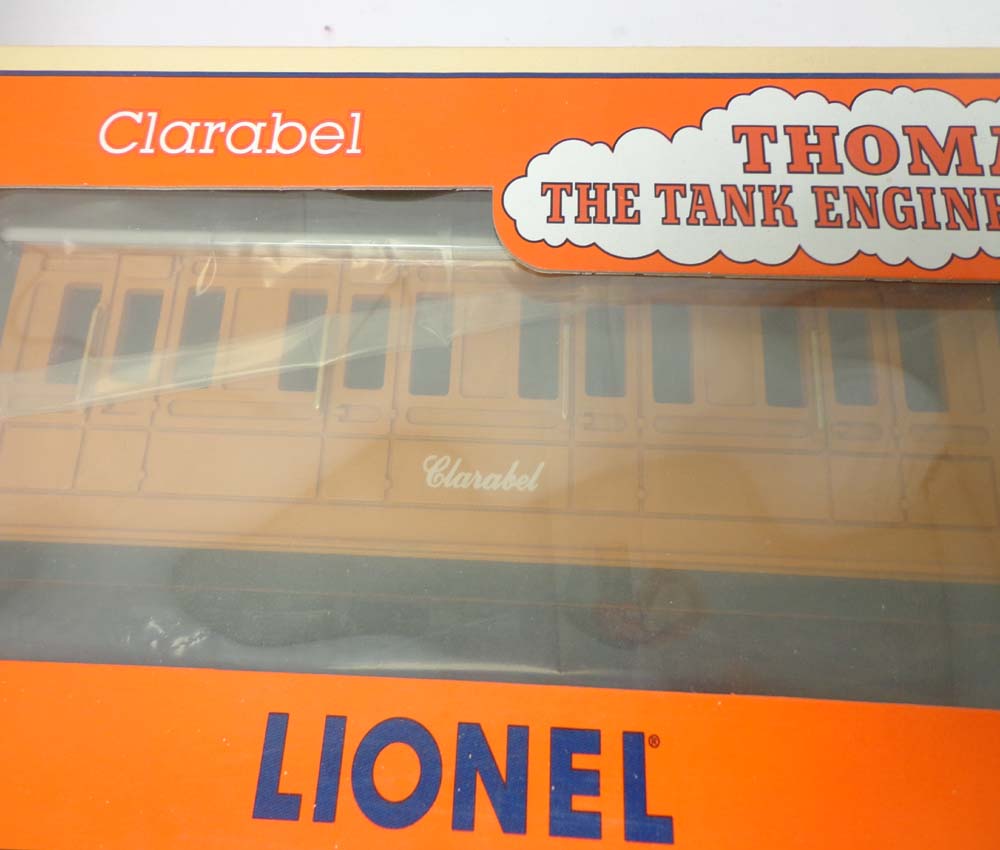 Clarabel
THOMA
THE TANK ENGINE
Clarabel
LIONEL®